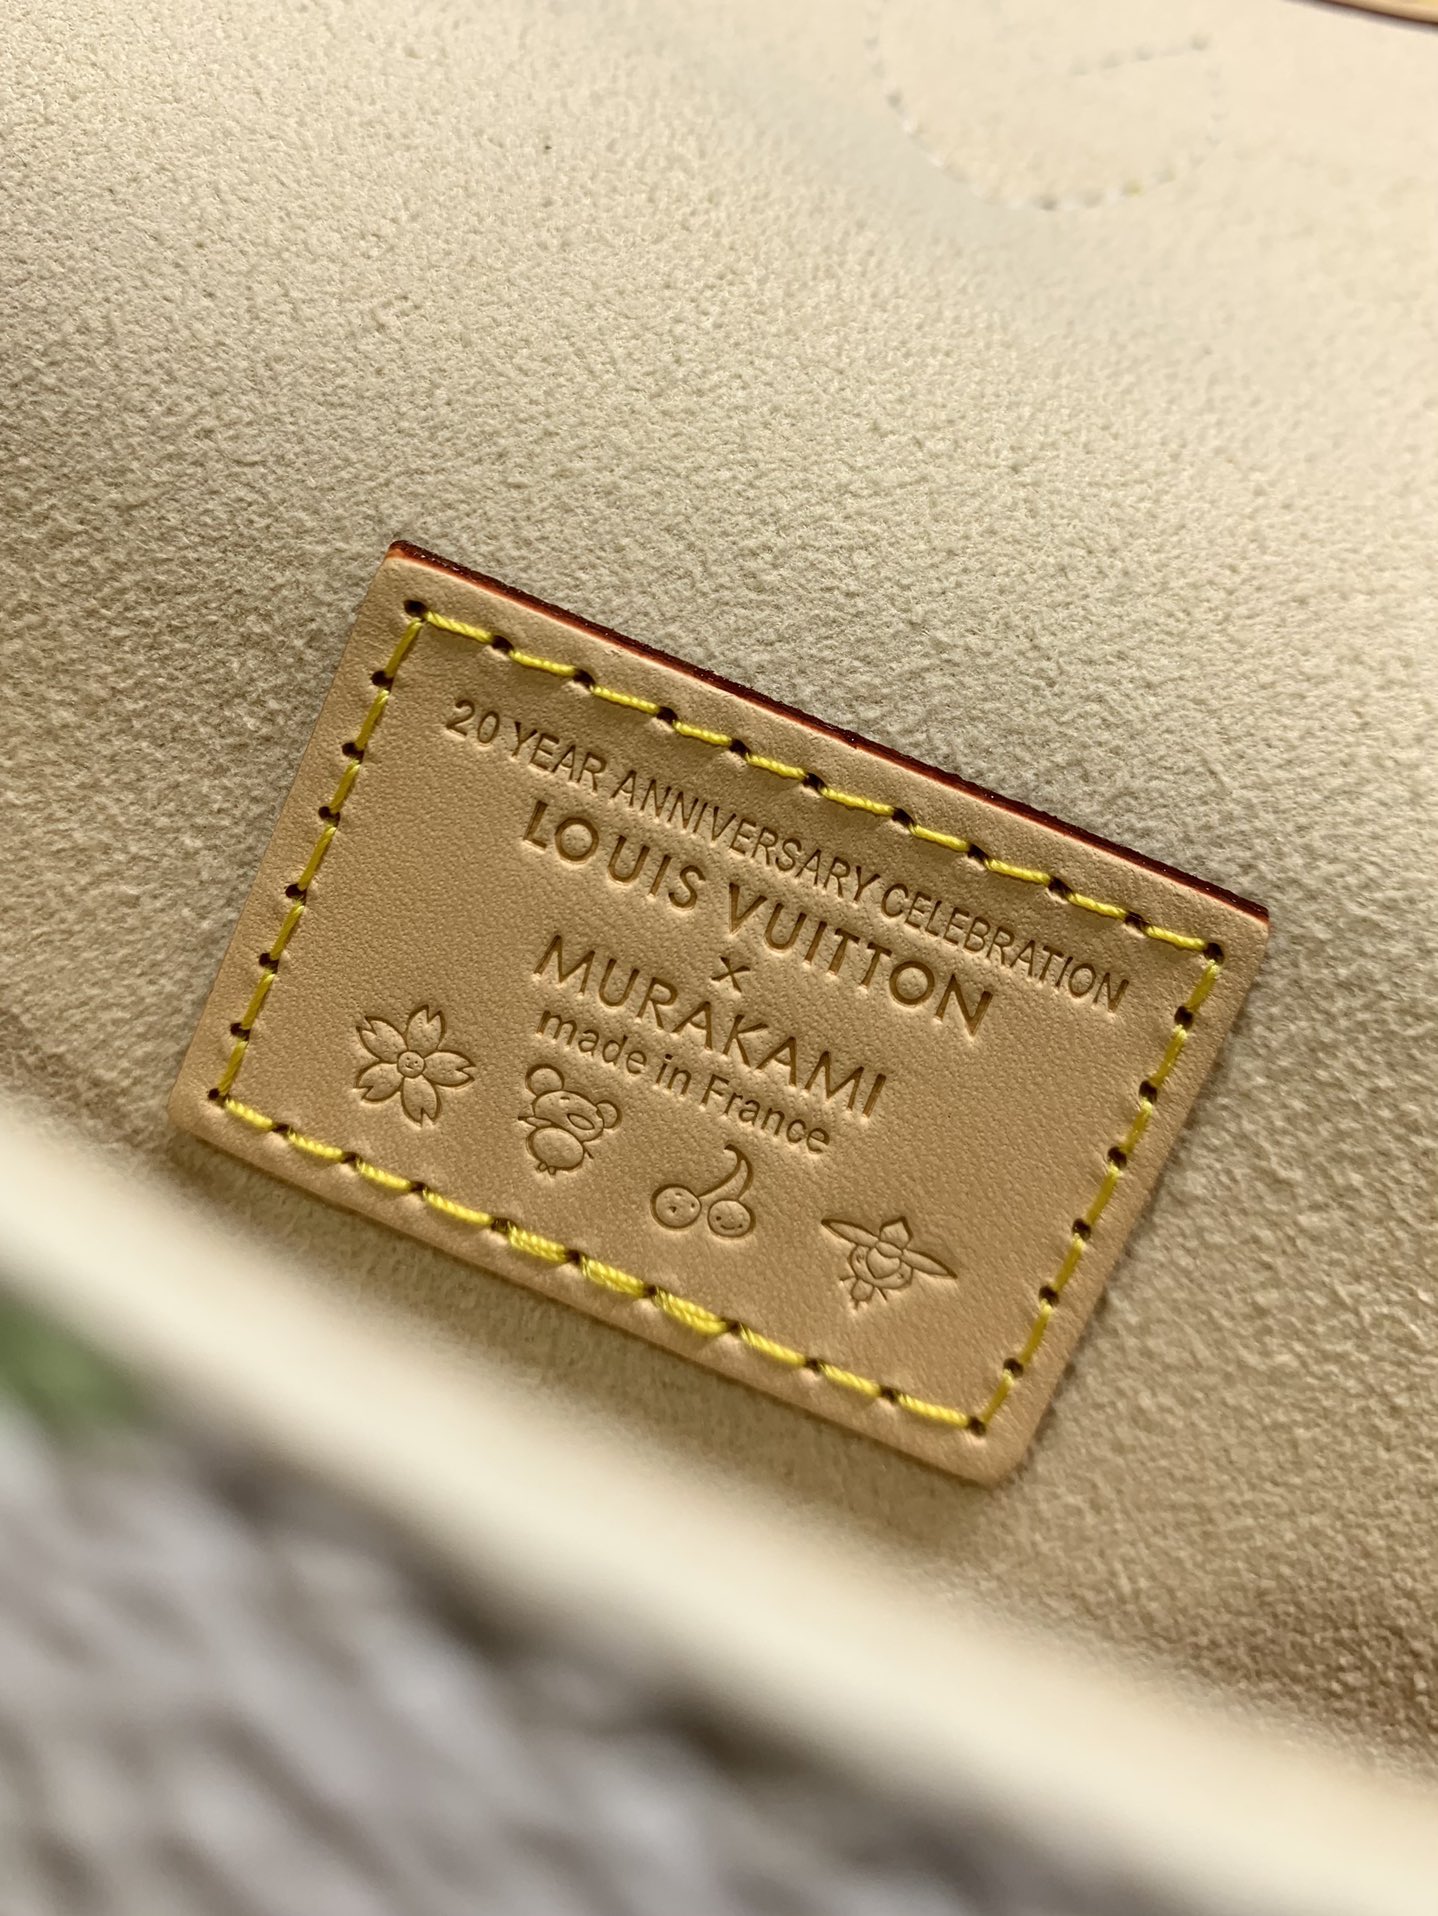 20 YEAR ANNIVERSARY CELEBRATION
LOUIS VUITTON
x
MURAKAMI
made in France